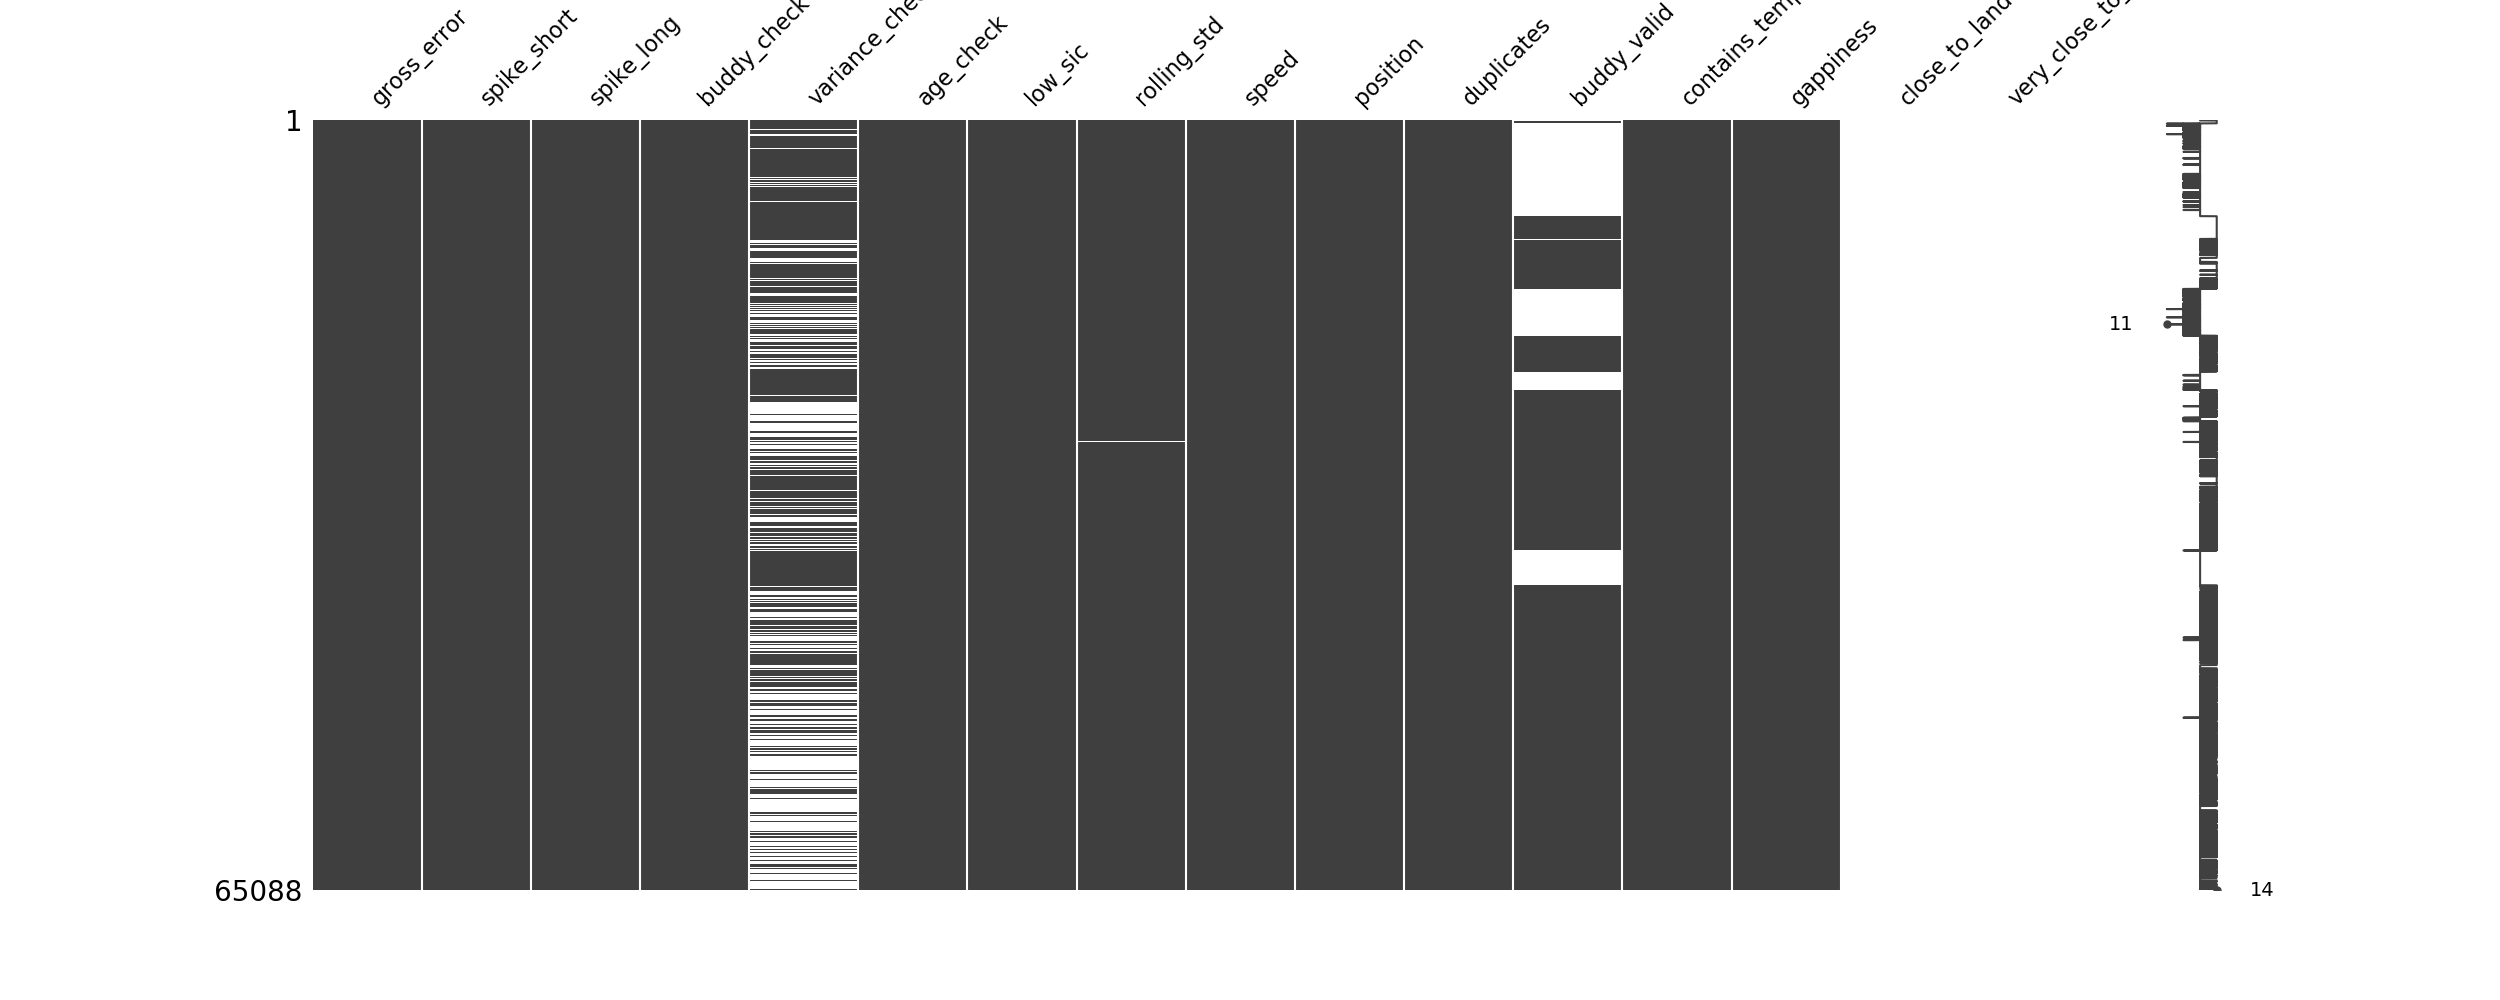 gross_error
spike_short
spike_long
buddy_check
variance_che
age_check
low_sic
rolling_std
speed
position
duplicates
buddy_valid
contains_temp
gappiness
close_to_land
very_close_to_
1
11
65088
14